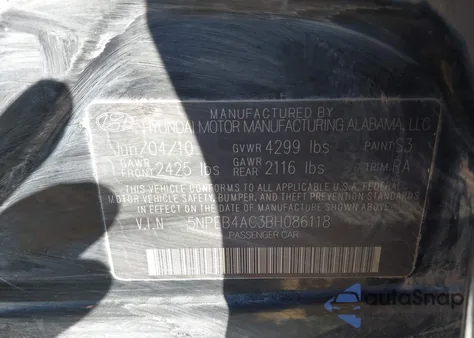 MANUFACTURED BY
HYUNDAI MOTOR MANUFACTURING ALABAMA, LLC
Jun/04/10 GVWR 4299 lbs PAINT S3
GAWR FRONT 2425 lbs GAWR REAR 2116 lbs TRIM RA
THIS VEHICLE CONFORMS TO ALL APPLICABLE FEDERAL
MOTOR VEHICLE SAFETY, BUMPER, AND THEFT PREVENTION
STANDARDS IN EFFECT ON THE DATE OF MANUFACTURE SHOWN ABOVE.
V.I.N 5NPEB4AC3BH086118
PASSENGER CAR
autoSnap